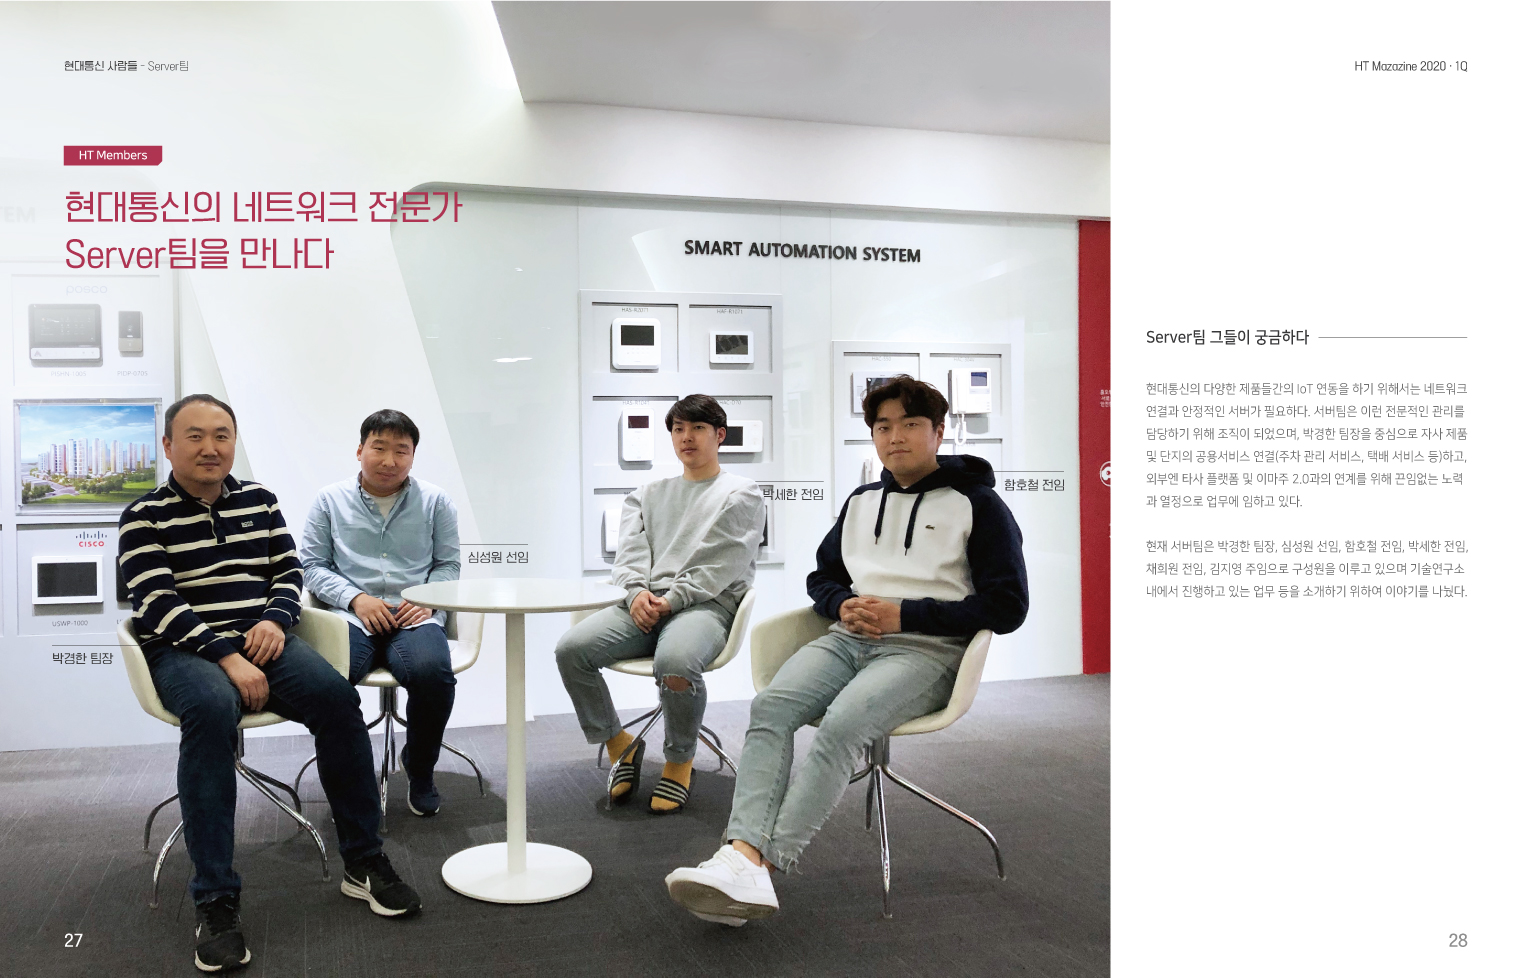 현대통신 사람들 - Server팀
HT Mazazine 2020 · 1Q
HT Members
현대통신의 네트워크 전문가
Server팀을 만나다
SMART AUTOMATION SYSTEM
posco
CISCO
USWP-1000
박경한 팀장
심성원 선임
박세한 전임
함호철 전임
27
Server팀 그들이 궁금하다
현대통신의 다양한 제품들간의 IoT 연동을 하기 위해서는 네트워크
연결과 안정적인 서버가 필요하다. 서버팀은 이런 전문적인 관리를
담당하기 위해 조직이 되었으며, 박경한 팀장을 중심으로 자사 제품
및 단지의 공용서비스 연결(주차 관리 서비스, 택배 서비스 등)하고,
외부엔 타사 플랫폼 및 이마주 2.0과의 연계를 위해 끈임없는 노력
과 열정으로 업무에 임하고 있다.
현재 서버팀은 박경한 팀장, 심성원 선임, 함호철 전임, 박세한 전임,
채희원 전임, 김지영 주임으로 구성원을 이루고 있으며 기술연구소
내에서 진행하고 있는 업무 등을 소개하기 위하여 이야기를 나눴다.
28